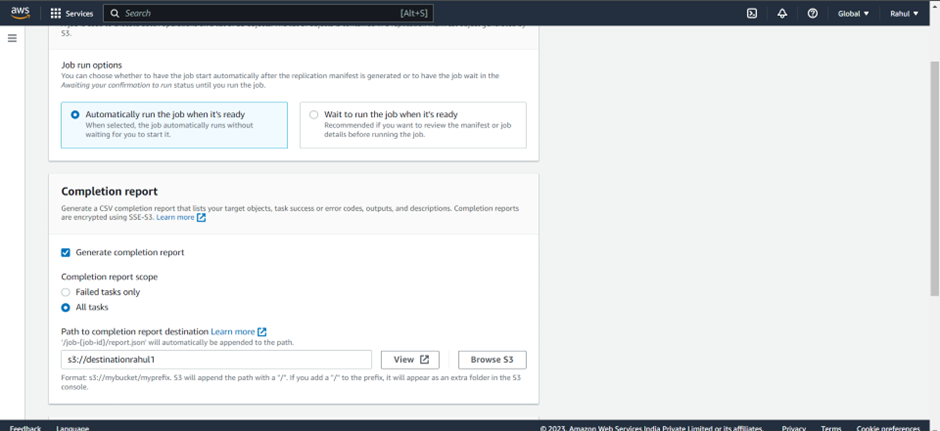 aws
Services
Search
[Alt+S]
Global
Rahul
S3.
Job run options
You can choose whether to have the job start automatically after the replication manifest is generated or to have the job wait in the
Awaiting your confirmation to run status until you run the job.
Automatically run the job when it's ready
When selected, the job automatically runs without
waiting for you to start it.
Wait to run the job when it's ready
Recommended if you want to review the manifest or job
details before running the job.
Completion report
Generate a CSV completion report that lists your target objects, task success or error codes, outputs, and descriptions. Completion reports
are encrypted using SSE-S3. Learn more
Generate completion report
Completion report scope
Failed tasks only
All tasks
Path to completion report destination Learn more
'/job-{job-id}/report.json' will automatically be appended to the path.
s3://destinationrahul1
View
Browse S3
Format: s3://mybucket/myprefix. S3 will append the path with a "/". If you add a "/" to the prefix, it will appear as an extra folder in the S3
console.
Feedback
Language
© 2023, Amazon Web Services India Private Limited or its affiliates.
Privacy
Terms
Cookie preferences